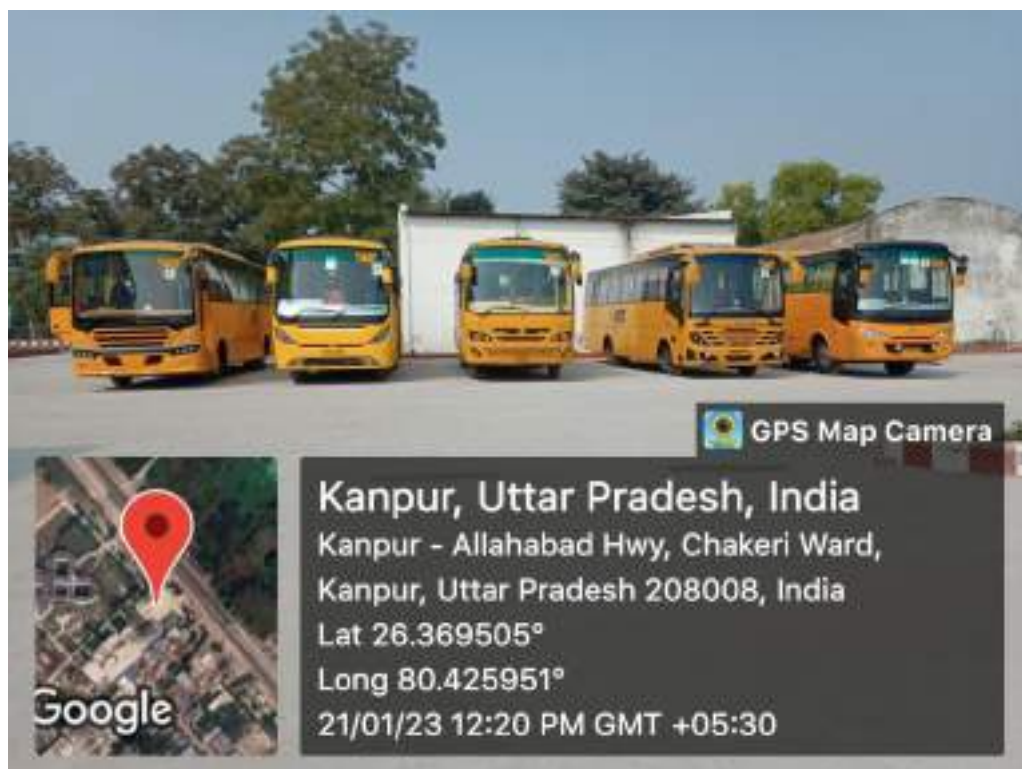 GPS Map Camera
Kanpur, Uttar Pradesh, India
Kanpur - Allahabad Hwy, Chakeri Ward,
Kanpur, Uttar Pradesh 208008, India
Lat 26.369505°
Long 80.425951°
21/01/23 12:20 PM GMT +05:30
Google